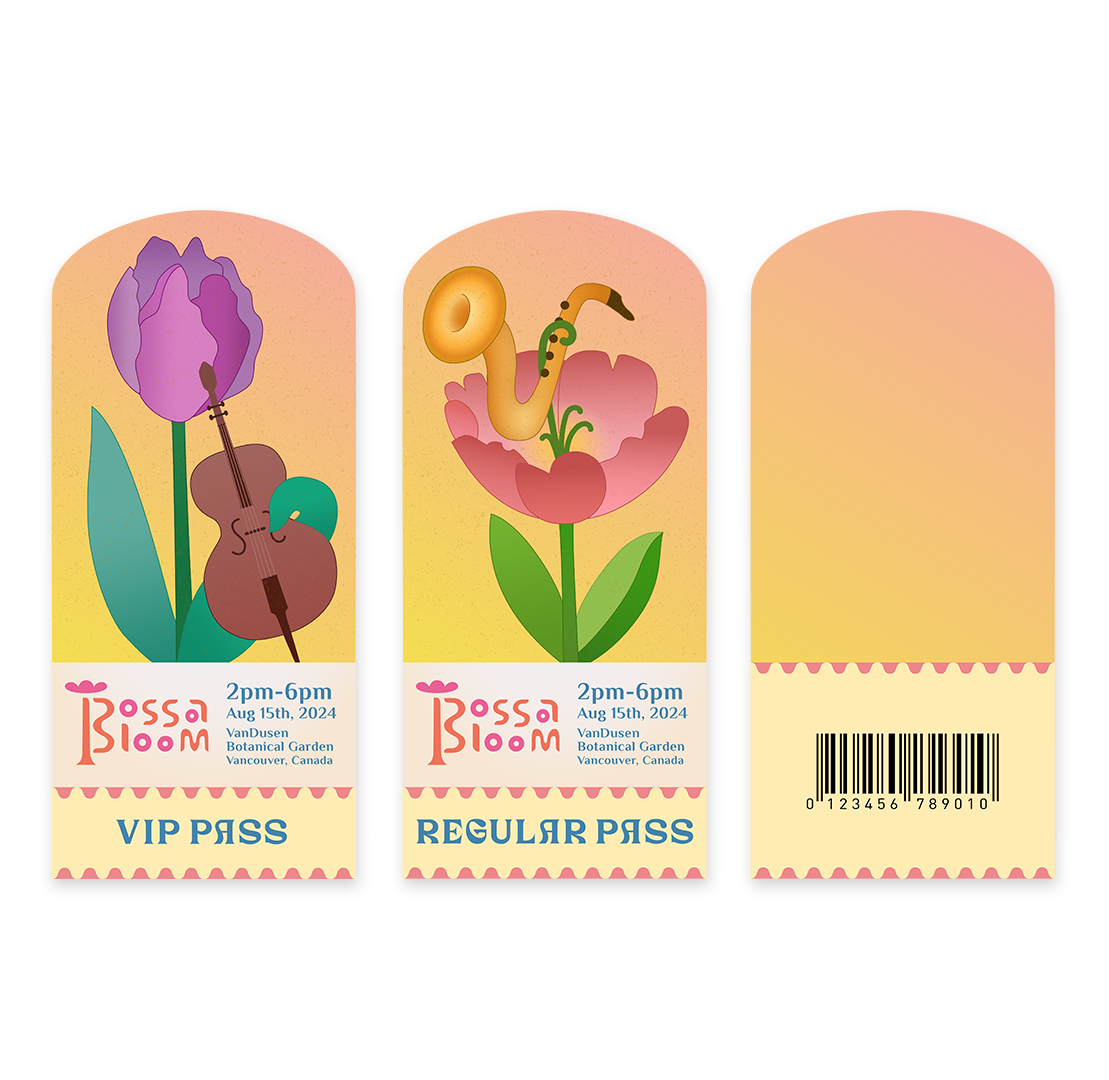 Bossa
Bloom
2pm-6pm
Aug 15th, 2024
VanDusen
Botanical Garden
Vancouver, Canada
VIP PASS
Bossa
Bloom
2pm-6pm
Aug 15th, 2024
VanDusen
Botanical Garden
Vancouver, Canada
REGULAR PASS
0 123456 789010